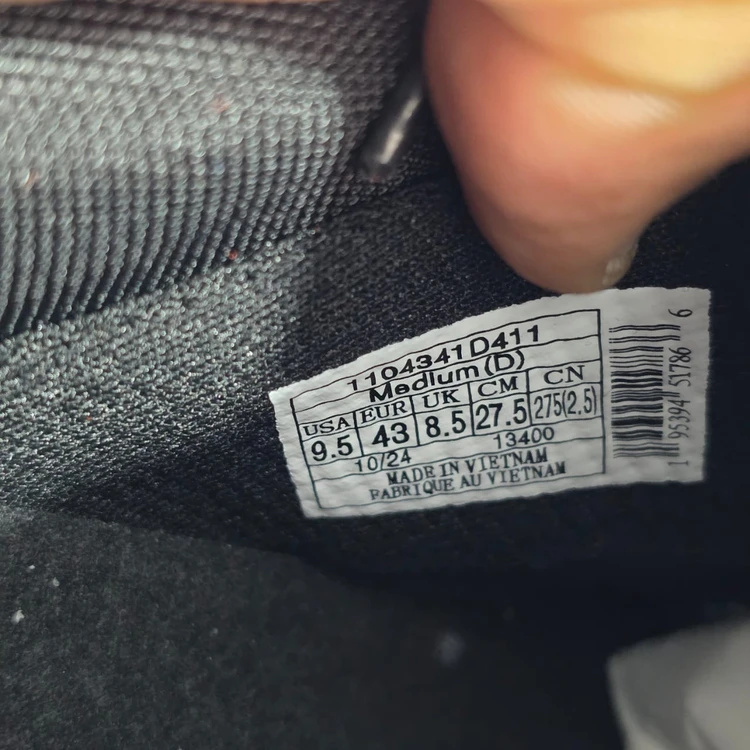 1104341D411
Medium (D)
USA EUR UK CM CN
9.5 43 8.5 27.5 275(2.5)
10/24 13400
MADE IN VIETNAM
FABRIQUE AU VIETNAM
1 95394 51786 6